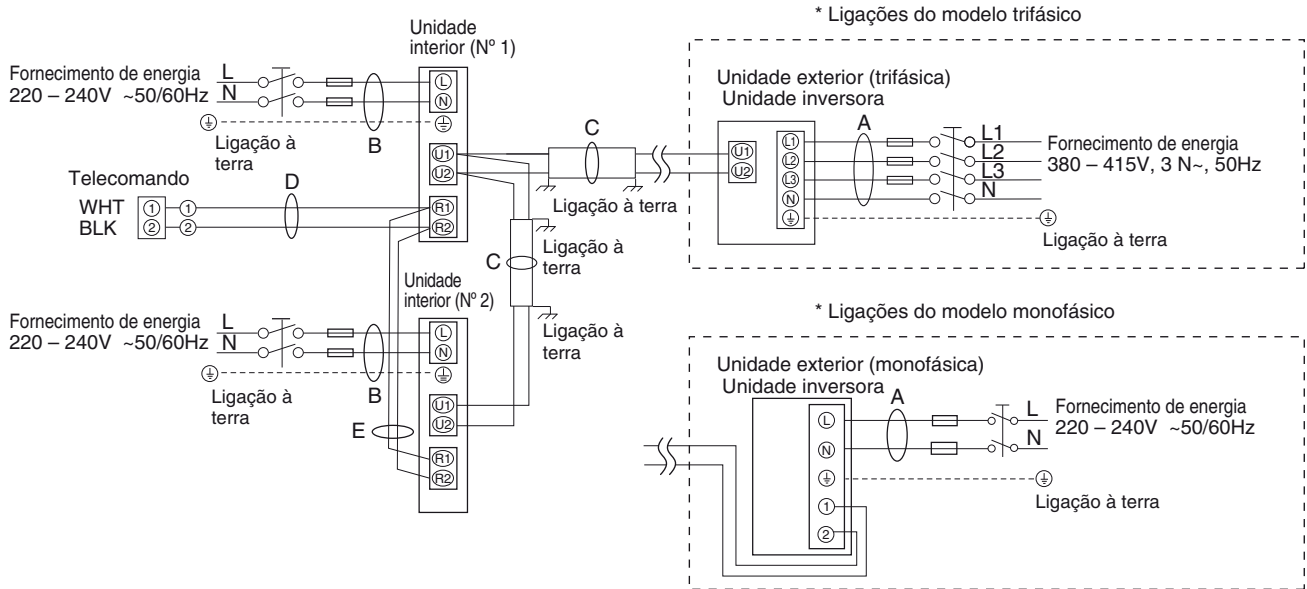 * Ligações do modelo trifásico
Unidade
interior (Nº 1)
Fornecimento de energia
220 – 240V ~50/60Hz
L
N
Ligação à
terra
B
L
N
U1
U2
R1
R2
Telecomando
WHT
BLK
1
2
1
2
D
C
Ligação à terra
C
Ligação à
terra
Ligação à
terra
Unidade
interior (Nº 2)
Fornecimento de energia
220 – 240V ~50/60Hz
L
N
Ligação à
terra
B
E
L
N
U1
U2
R1
R2
Unidade exterior (trifásica)
Unidade inversora
U1
U2
L1
L2
L3
N
A
L1
L2
L3
N
Fornecimento de energia
380 – 415V, 3 N~, 50Hz
Ligação à terra
* Ligações do modelo monofásico
Unidade exterior (monofásica)
Unidade inversora
A
L
N
1
2
L
N
Fornecimento de energia
220 – 240V ~50/60Hz
Ligação à terra